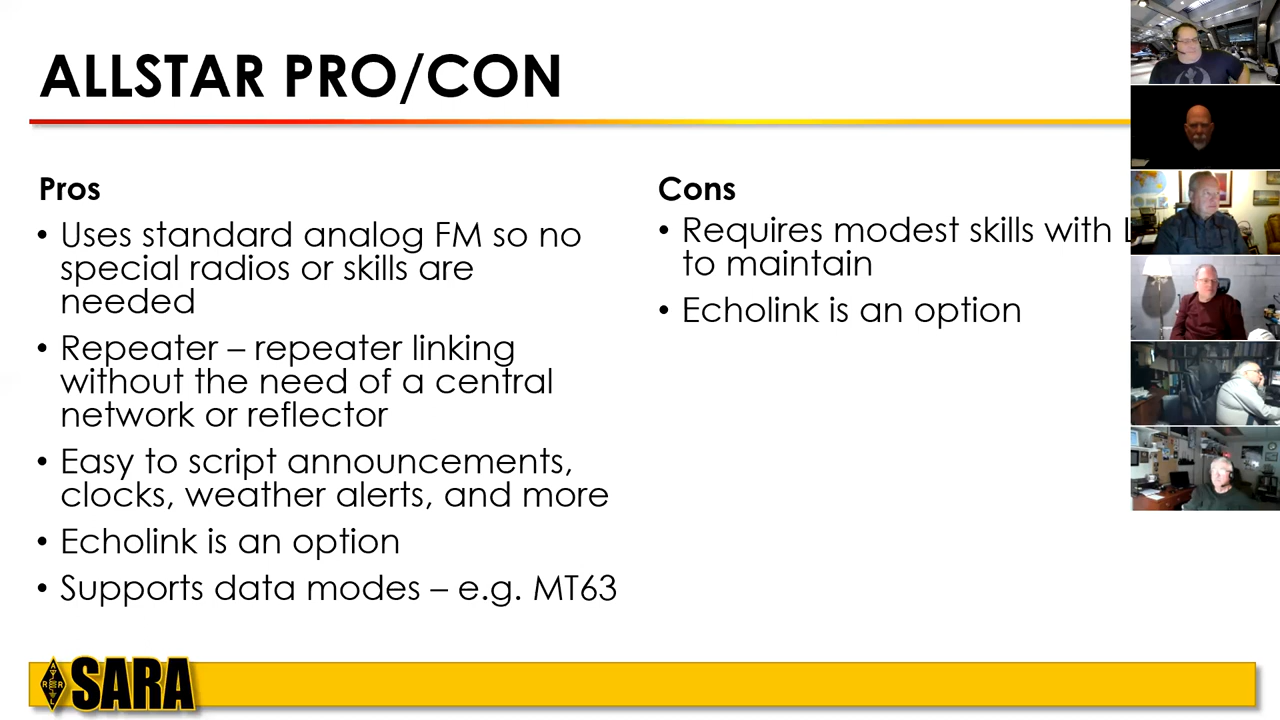 ALLSTAR PRO/CON
Pros
• Uses standard analog FM so no
special radios or skills are
needed
• Repeater – repeater linking
without the need of a central
network or reflector
• Easy to script announcements,
clocks, weather alerts, and more
• Echolink is an option
• Supports data modes – e.g. MT63
Cons
• Requires modest skills with
to maintain
• Echolink is an option
A
R R
L
SARA